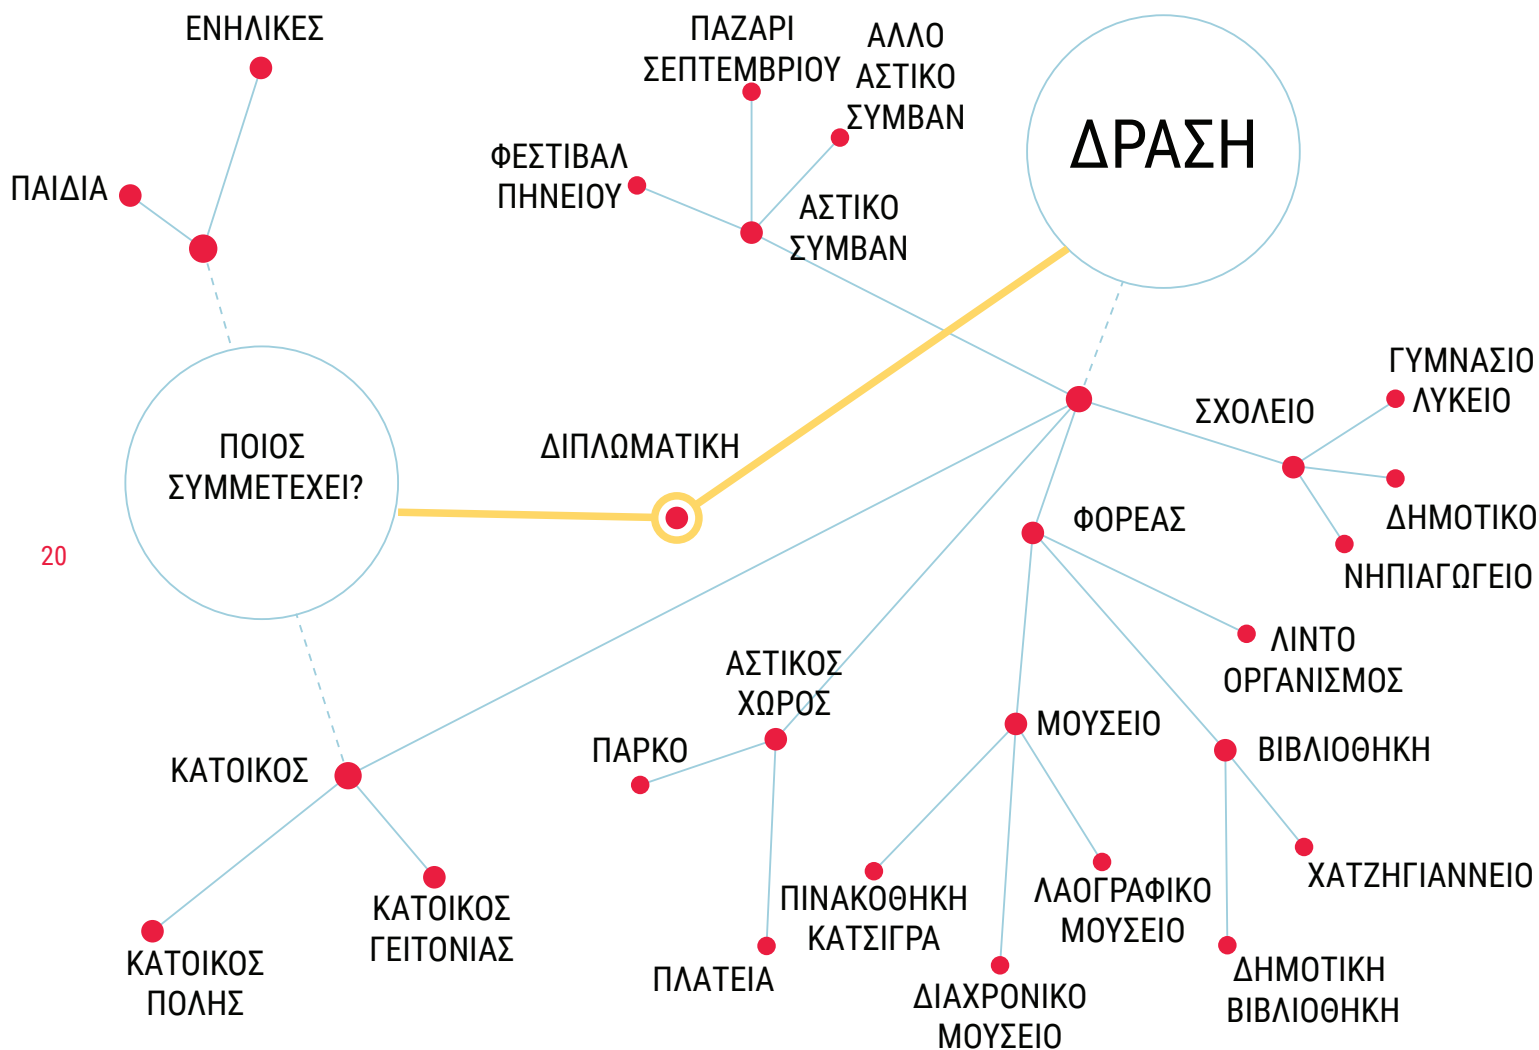 ΕΝΗΛΙΚΕΣ
ΠΑΙΔΙΑ
ΠΑΖΑΡΙ
ΣΕΠΤΕΜΒΡΙΟΥ
ΑΛΛΟ
ΑΣΤΙΚΟ
ΣΥΜΒΑΝ
ΦΕΣΤΙΒΑΛ
ΠΗΝΕΙΟΥ
ΑΣΤΙΚΟ
ΣΥΜΒΑΝ
ΔΡΑΣΗ
ΠΟΙΟΣ
ΣΥΜΜΕΤΕΧΕΙ?
ΔΙΠΛΩΜΑΤΙΚΗ
ΣΧΟΛΕΙΟ
ΓΥΜΝΑΣΙΟ
ΛΥΚΕΙΟ
ΔΗΜΟΤΙΚΟ
ΝΗΠΙΑΓΩΓΕΙΟ
ΦΟΡΕΑΣ
20
ΛΙΝΤΟ
ΟΡΓΑΝΙΣΜΟΣ
ΑΣΤΙΚΟΣ
ΧΩΡΟΣ
ΜΟΥΣΕΙΟ
ΒΙΒΛΙΟΘΗΚΗ
ΠΑΡΚΟ
ΚΑΤΟΙΚΟΣ
ΧΑΤΖΗΓΙΑΝΝΕΙΟ
ΚΑΤΟΙΚΟΣ
ΓΕΙΤΟΝΙΑΣ
ΠΙΝΑΚΟΘΗΚΗ
ΚΑΤΣΙΓΡΑ
ΛΑΟΓΡΑΦΙΚΟ
ΜΟΥΣΕΙΟ
ΚΑΤΟΙΚΟΣ
ΠΟΛΗΣ
ΠΛΑΤΕΙΑ
ΔΙΑΧΡΟΝΙΚΟ
ΜΟΥΣΕΙΟ
ΔΗΜΟΤΙΚΗ
ΒΙΒΛΙΟΘΗΚΗ